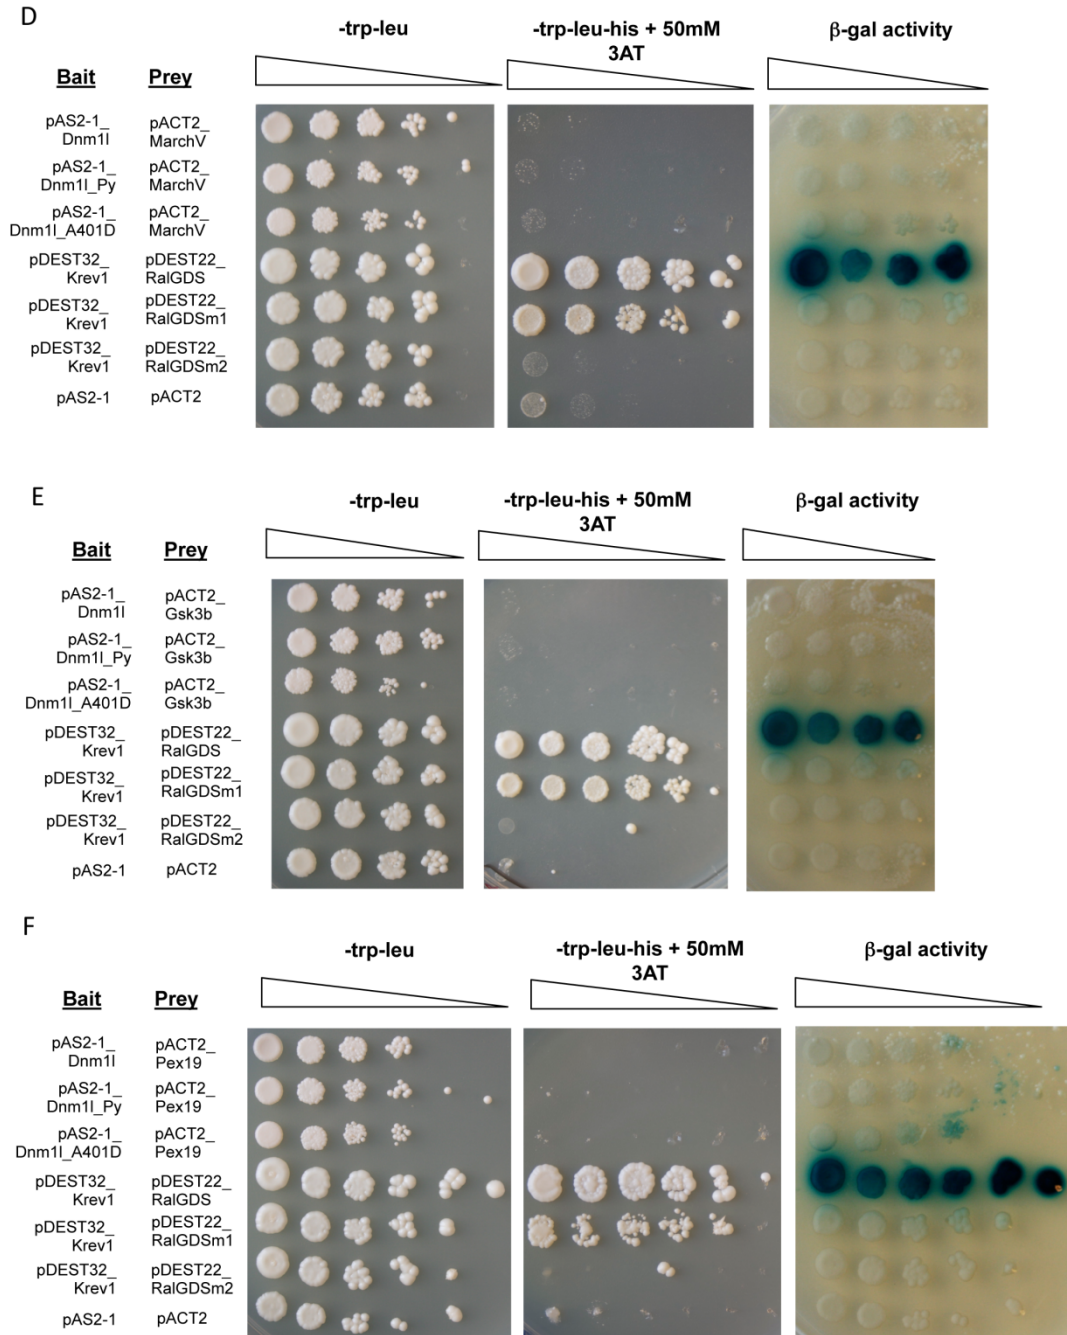 D
-trp-leu
-trp-leu-his + 50mM
3AT
β-gal activity
Bait Prey
pAS2-1_
Dnm1l
pACT2_
MarchV
pAS2-1_
Dnm1l_Py
pACT2_
MarchV
pAS2-1_
Dnm1l_A401D
pACT2_
MarchV
pDEST32_
Krev1
pDEST22_
RalGDS
pDEST32_
Krev1
pDEST22_
RalGDSm1
pDEST32_
Krev1
pDEST22_
RalGDSm2
pAS2-1 pACT2
E
-trp-leu
-trp-leu-his + 50mM
3AT
β-gal activity
Bait Prey
pAS2-1_
Dnm1l
pACT2_
Gsk3b
pAS2-1_
Dnm1l_Py
pACT2_
Gsk3b
pAS2-1_
Dnm1l_A401D
pACT2_
Gsk3b
pDEST32_
Krev1
pDEST22_
RalGDS
pDEST32_
Krev1
pDEST22_
RalGDSm1
pDEST32_
Krev1
pDEST22_
RalGDSm2
pAS2-1 pACT2
F
-trp-leu
-trp-leu-his + 50mM
3AT
β-gal activity
Bait Prey
pAS2-1_
Dnm1l
pACT2_
Pex19
pAS2-1_
Dnm1l_Py
pACT2_
Pex19
pAS2-1_
Dnm1l_A401D
pACT2_
Pex19
pDEST32_
Krev1
pDEST22_
RalGDS
pDEST32_
Krev1
pDEST22_
RalGDSm1
pDEST32_
Krev1
pDEST22_
RalGDSm2
pAS2-1 pACT2